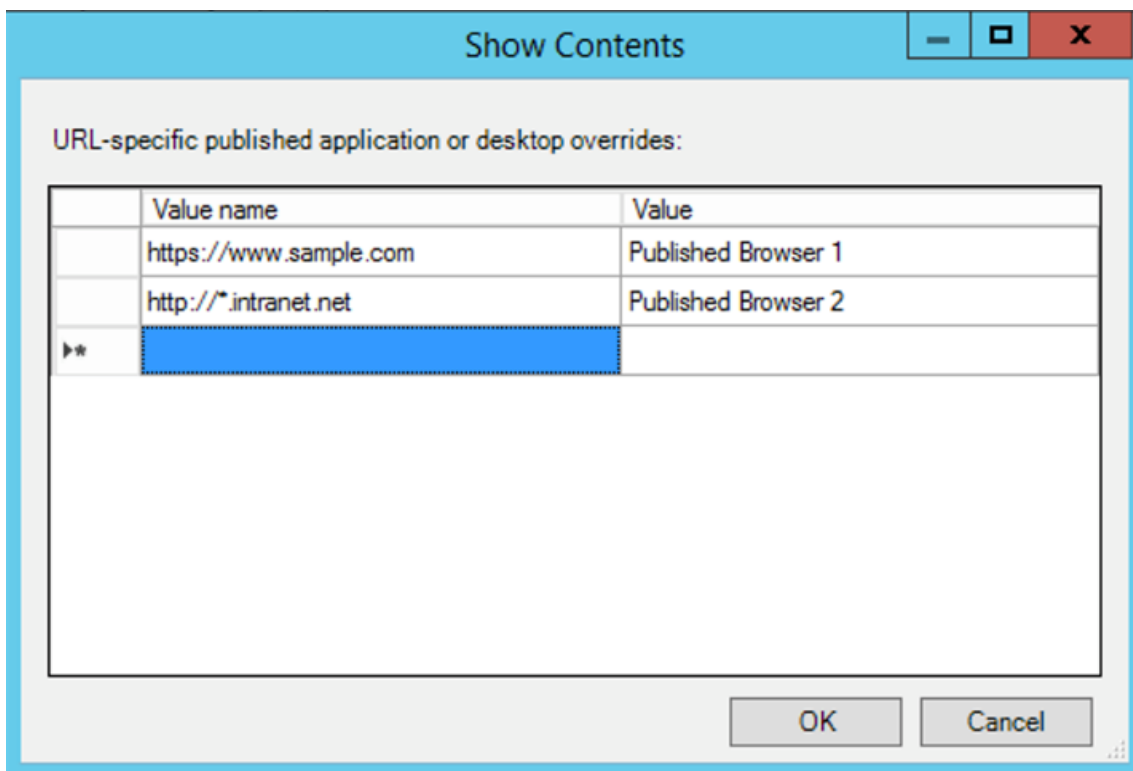 Show Contents
URL-specific published application or desktop overrides:
Value name Value
https://www.sample.com Published Browser 1
http://*.intranet.net Published Browser 2
OK Cancel